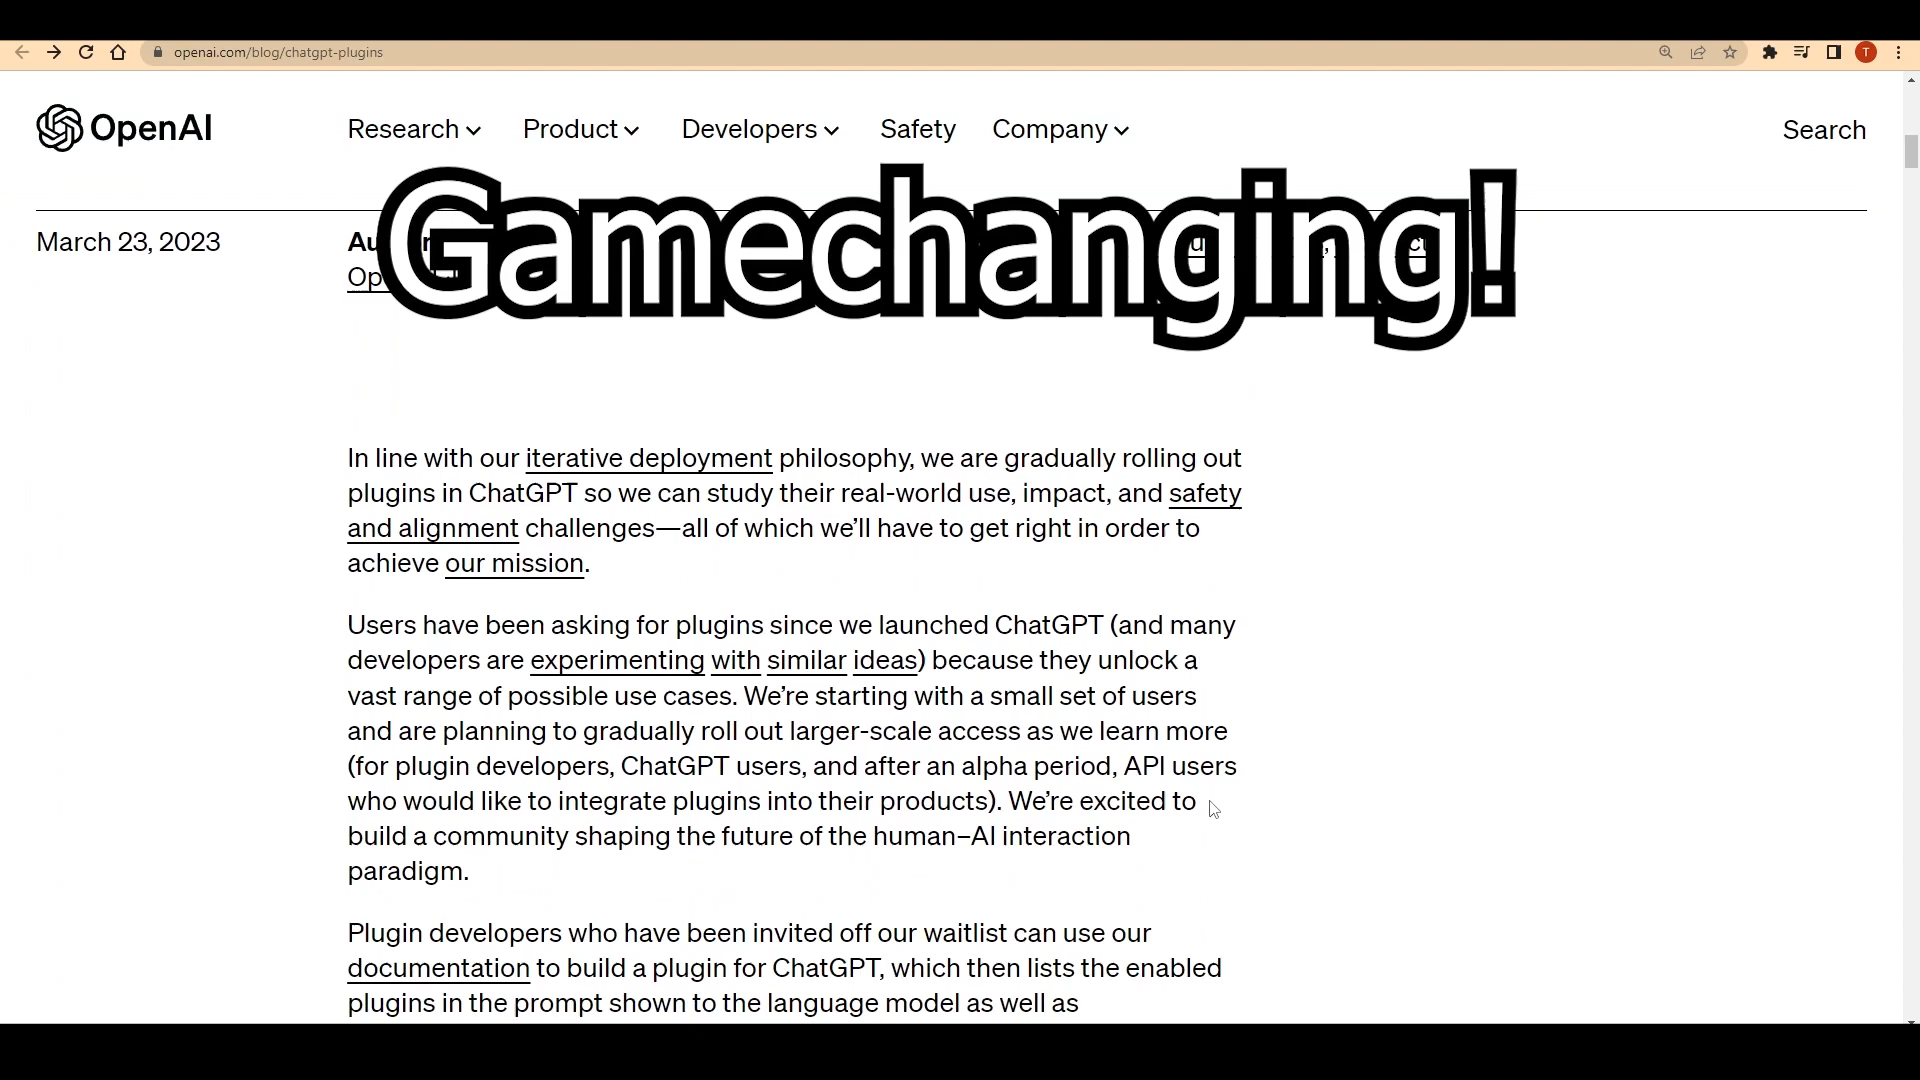 openai.com/blog/chatgpt-plugins
T
OpenAI
Research
Product
Developers
Safety
Company
Search
Gamechanging!
March 23, 2023
In line with our iterative deployment philosophy, we are gradually rolling out
plugins in ChatGPT so we can study their real-world use, impact, and safety
and alignment challenges—all of which we’ll have to get right in order to
achieve our mission.
Users have been asking for plugins since we launched ChatGPT (and many
developers are experimenting with similar ideas) because they unlock a
vast range of possible use cases. We’re starting with a small set of users
and are planning to gradually roll out larger-scale access as we learn more
(for plugin developers, ChatGPT users, and after an alpha period, API users
who would like to integrate plugins into their products). We’re excited to
build a community shaping the future of the human–AI interaction
paradigm.
Plugin developers who have been invited off our waitlist can use our
documentation to build a plugin for ChatGPT, which then lists the enabled
plugins in the prompt shown to the language model as well as